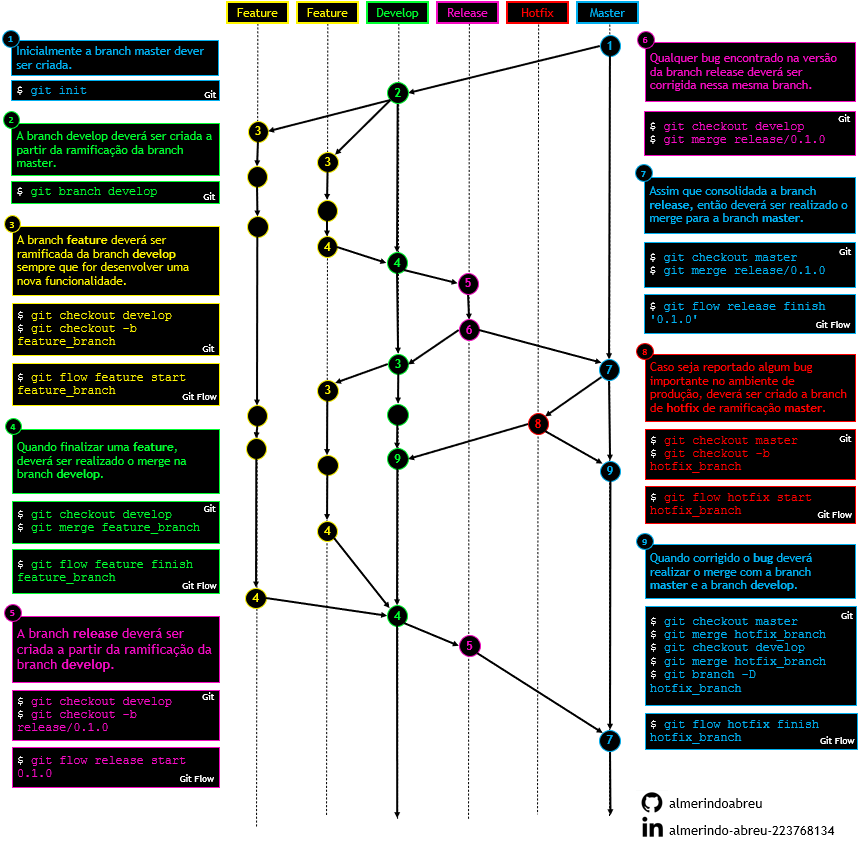 Feature
Feature
Develop
Release
Hotfix
Master
1
Inicialmente a branch master dever
ser criada.
$ git init
Git
2
A branch develop deverá ser criada a
partir da ramificação da branch
master.
$ git branch develop
Git
3
A branch feature deverá ser
ramificada da branch develop
sempre que for desenvolver uma
nova funcionalidade.
$ git checkout develop
$ git checkout -b
feature_branch
Git
$ git flow feature start
feature_branch
Git Flow
4
Quando finalizar uma feature,
deverá ser realizado o merge na
branch develop.
$ git checkout develop
$ git merge feature_branch
Git
$ git flow feature finish
feature_branch
Git Flow
5
A branch release deverá ser
criada a partir da ramificação da
branch develop.
$ git checkout develop
$ git checkout -b
release/0.1.0
Git
$ git flow release start
0.1.0
Git Flow
1
2
3
3
4
4
5
6
3
7
3
8
9
9
4
4
4
5
7
6
Qualquer bug encontrado na versão
da branch release deverá ser
corrigida nessa mesma branch.
$ git checkout develop
$ git merge release/0.1.0
Git
7
Assim que consolidada a branch
release, então deverá ser realizado o
merge para a branch master.
$ git checkout master
$ git merge release/0.1.0
Git
$ git flow release finish
'0.1.0'
Git Flow
8
Caso seja reportado algum bug
importante no ambiente de
produção, deverá ser criado a branch
de hotfix de ramificação master.
$ git checkout master
$ git checkout -b
hotfix_branch
Git
$ git flow hotfix start
hotfix_branch
Git Flow
9
Quando corrigido o bug deverá
realizar o merge com a branch
master e a branch develop.
$ git checkout master
$ git merge hotfix_branch
$ git checkout develop
$ git merge hotfix_branch
$ git branch -D
hotfix_branch
Git
$ git flow hotfix finish
hotfix_branch
Git Flow
almerindoabreu
in almerindo-abreu-223768134